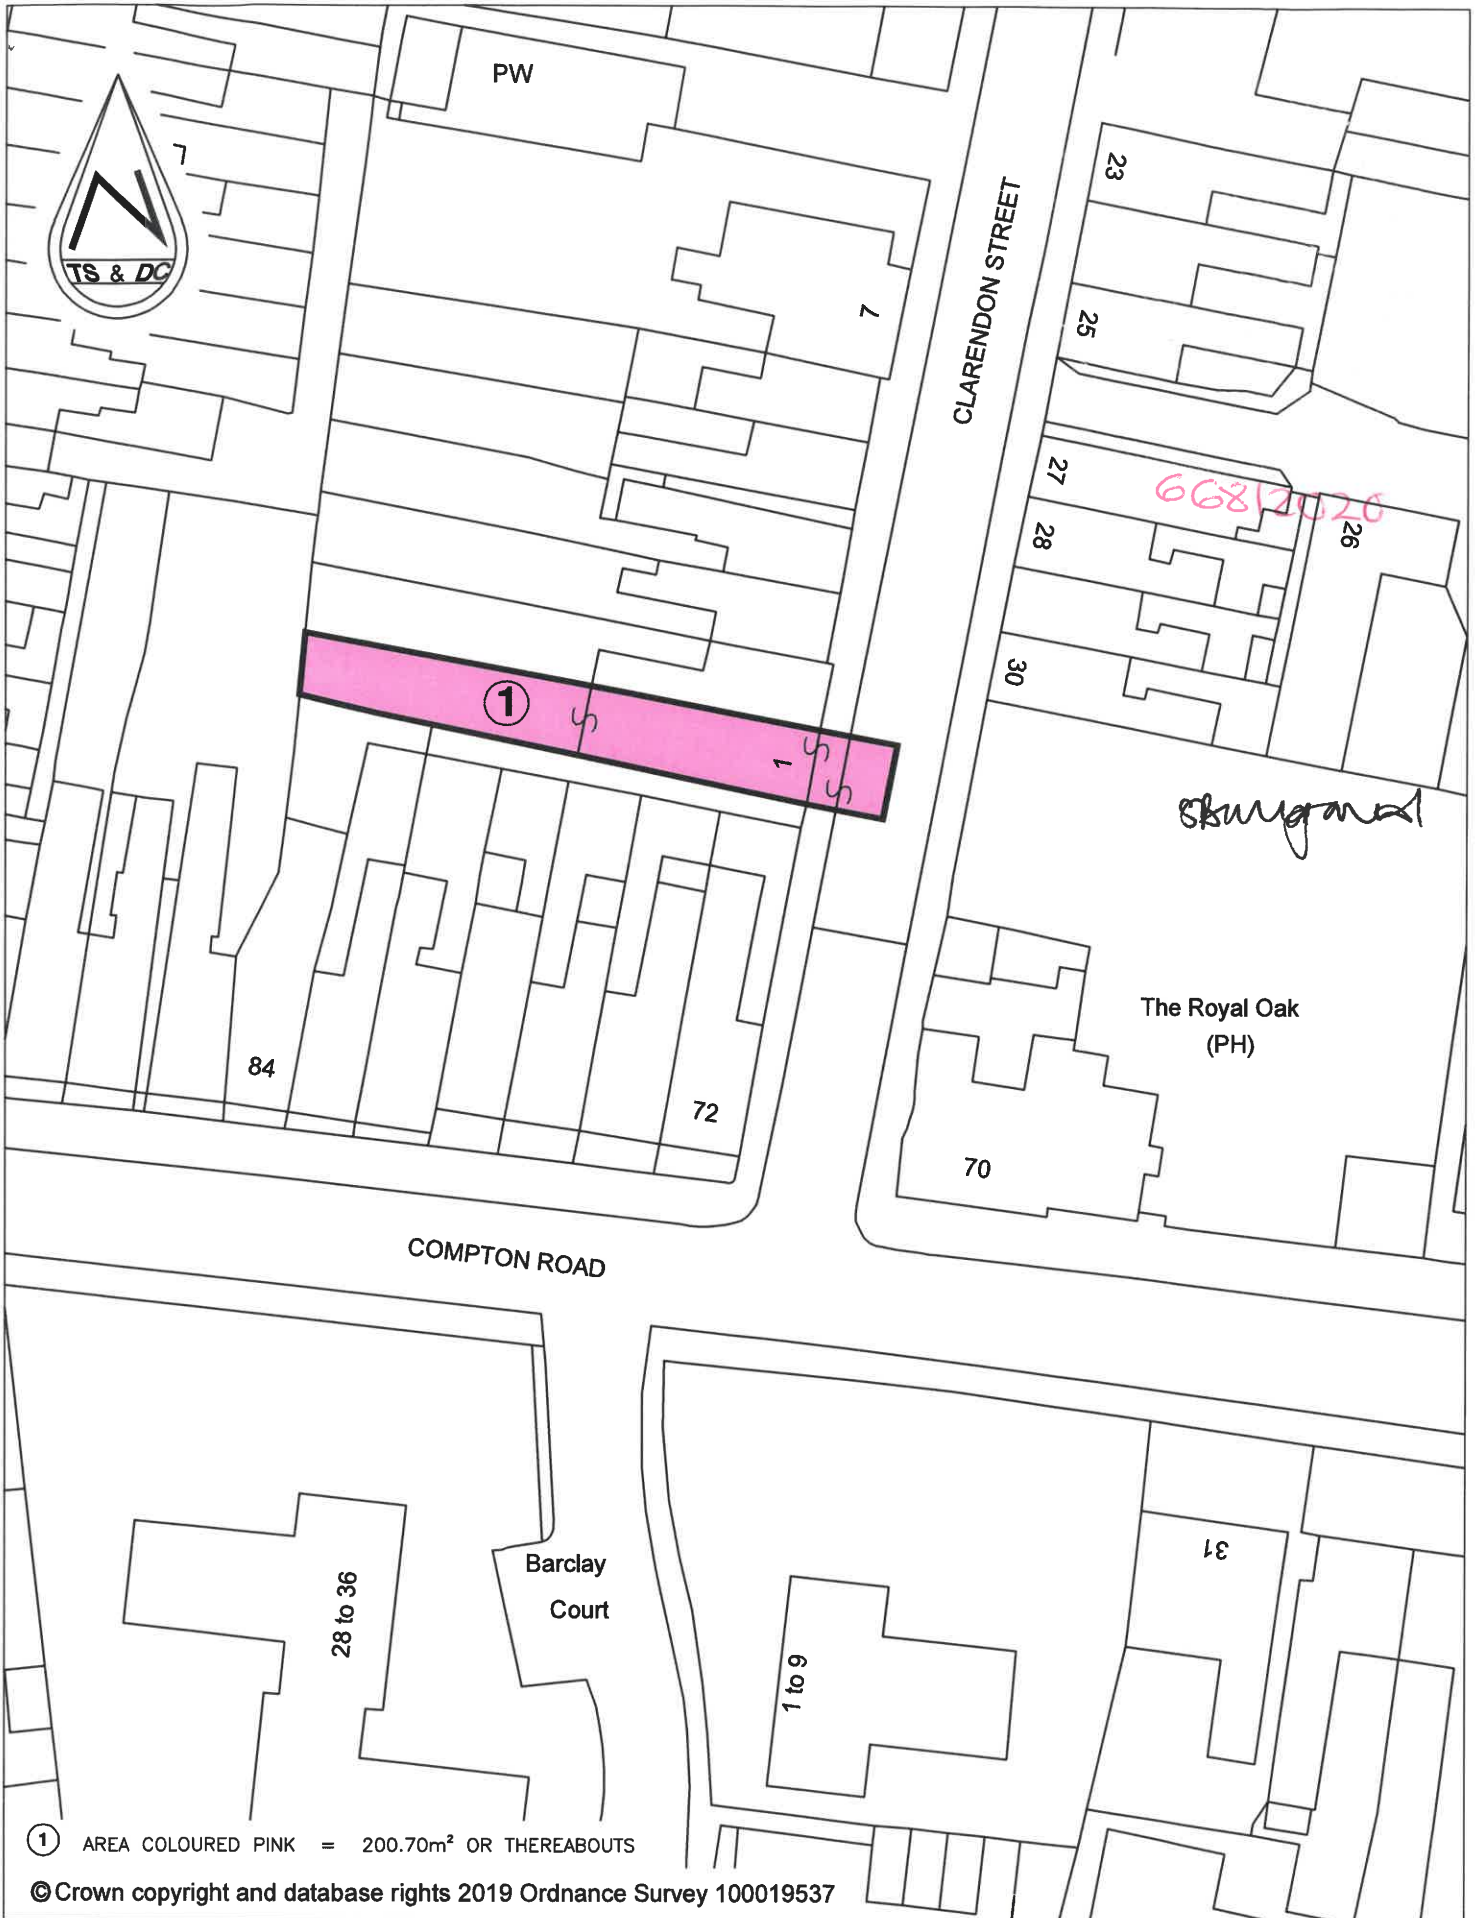 PW
TS & DC
7
CLARENDON STREET
23
25
27
668/2020
28
26
30
1
1
The Royal Oak
(PH)
84
72
70
COMPTON ROAD
Barclay
Court
28 to 36
1 to 9
31
1 AREA COLOURED PINK = 200.70m² OR THEREABOUTS
©Crown copyright and database rights 2019 Ordnance Survey 100019537